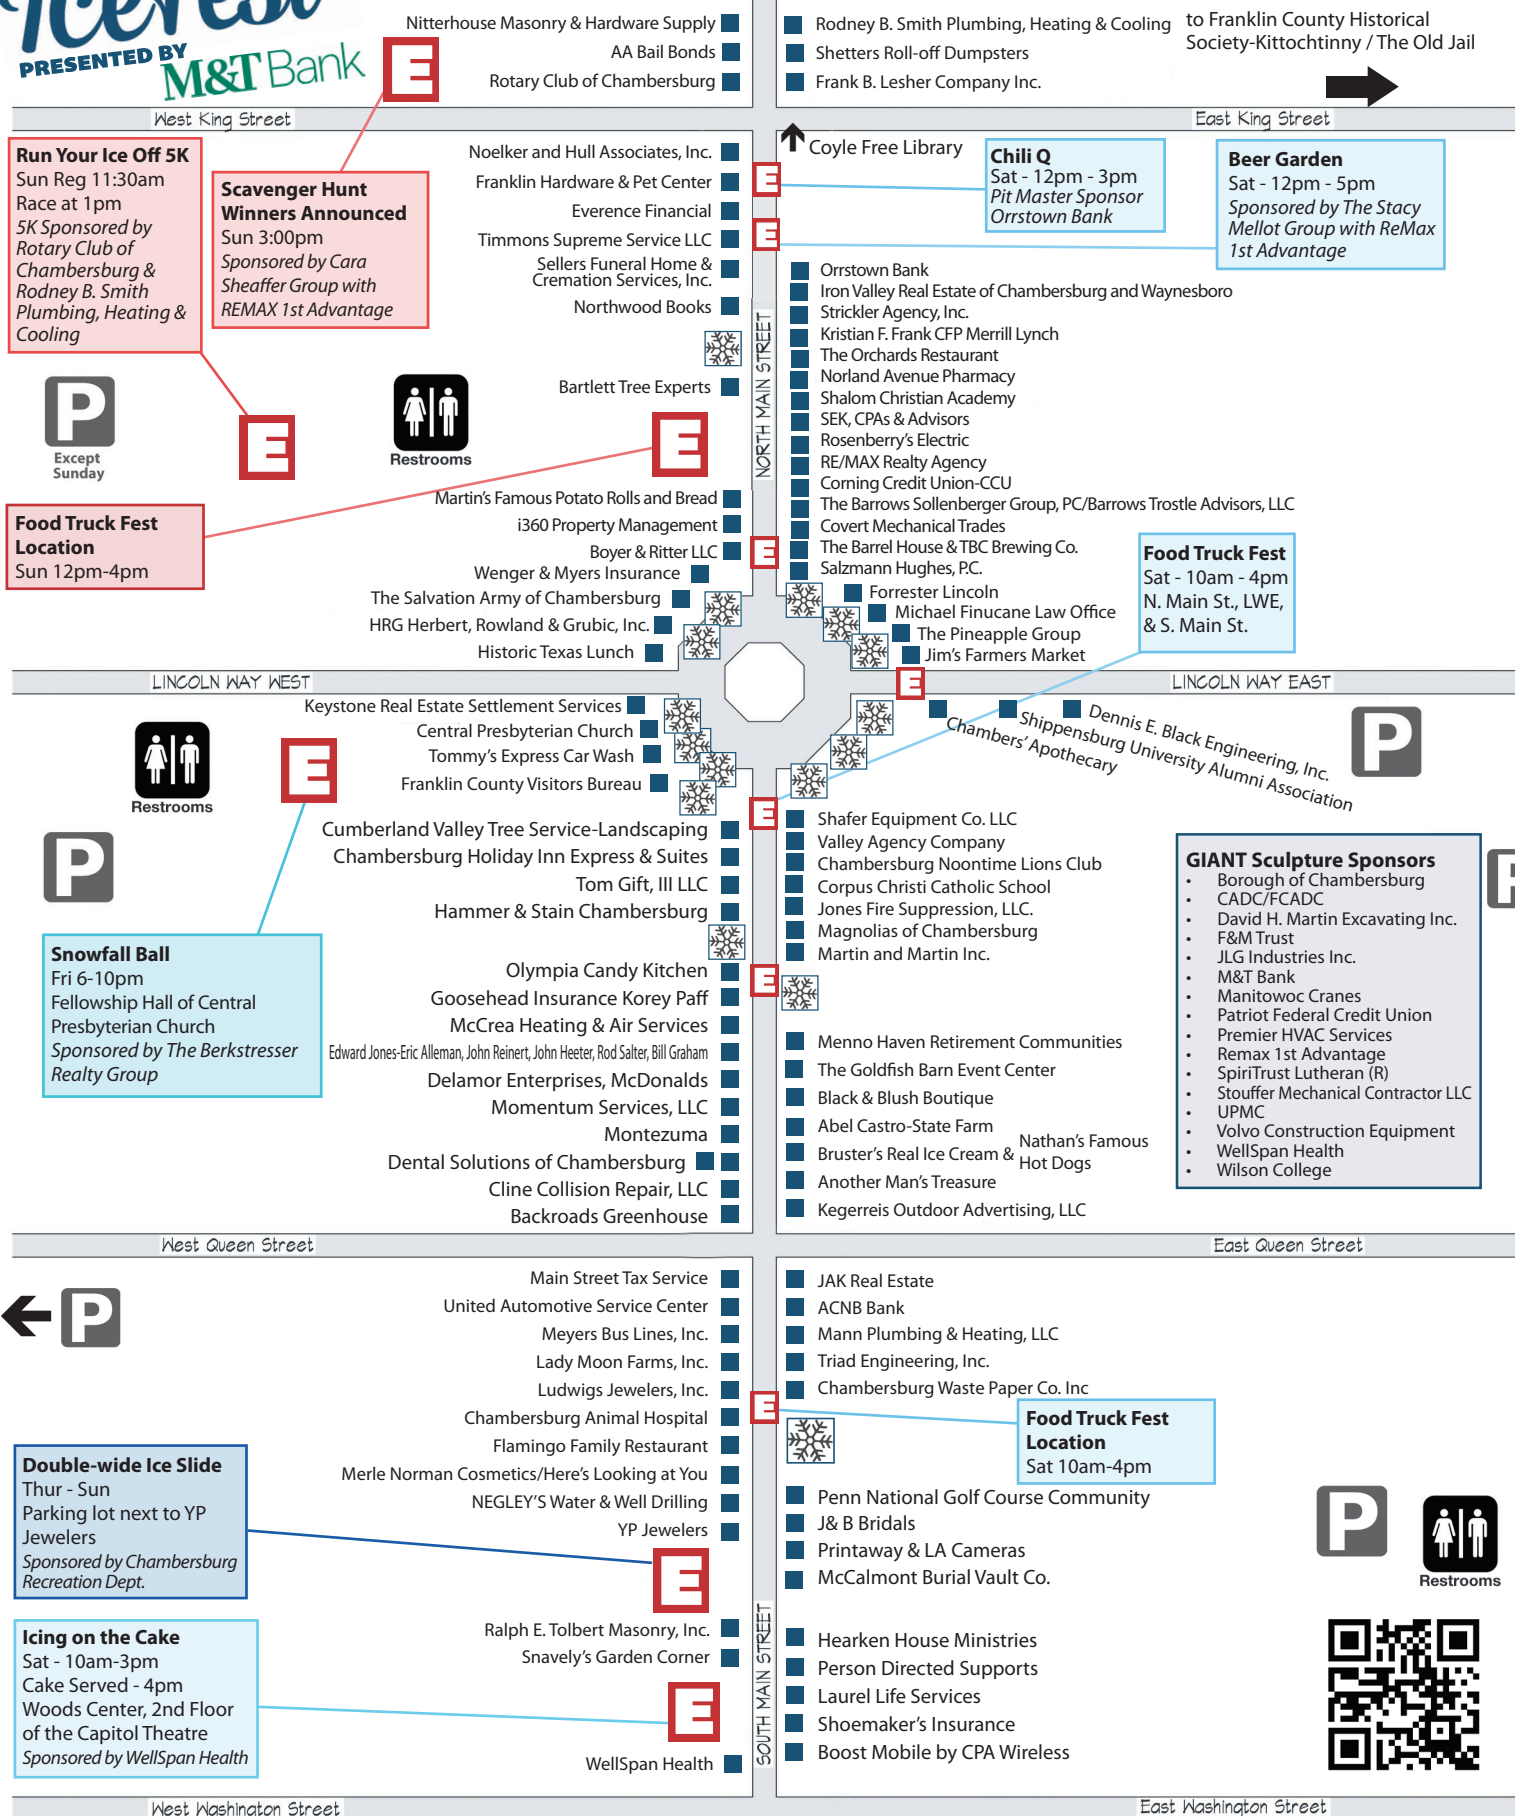 IceFest
PRESENTED BY
M&T Bank
Nitterhouse Masonry & Hardware Supply
AA Bail Bonds
Rotary Club of Chambersburg
E
Rodney B. Smith Plumbing, Heating & Cooling
Shetters Roll-off Dumpsters
Frank B. Lesher Company Inc.
to Franklin County Historical
Society-Kittochtinny / The Old Jail
West King Street
East King Street
Run Your Ice Off 5K
Sun Reg 11:30am
Race at 1pm
5K Sponsored by
Rotary Club of
Chambersburg &
Rodney B. Smith
Plumbing, Heating &
Cooling
Scavenger Hunt
Winners Announced
Sun 3:00pm
Sponsored by Cara
Sheaffer Group with
REMAX 1st Advantage
Noelker and Hull Associates, Inc.
Franklin Hardware & Pet Center
Everence Financial
Timmons Supreme Service LLC
Sellers Funeral Home &
Cremation Services, Inc.
Northwood Books
Bartlett Tree Experts
E
E
Coyle Free Library
Chili Q
Sat - 12pm - 3pm
Pit Master Sponsor
Orrstown Bank
Beer Garden
Sat - 12pm - 5pm
Sponsored by The Stacy
Mellot Group with ReMax
1st Advantage
NORTH MAIN STREET
Orrstown Bank
Iron Valley Real Estate of Chambersburg and Waynesboro
Strickler Agency, Inc.
Kristian F. Frank CFP Merrill Lynch
The Orchards Restaurant
Norland Avenue Pharmacy
Shalom Christian Academy
SEK, CPAs & Advisors
Rosenberry's Electric
RE/MAX Realty Agency
Corning Credit Union-CCU
The Barrows Sollenberger Group, PC/Barrows Trostle Advisors, LLC
Covert Mechanical Trades
The Barrel House & TBC Brewing Co.
Salzmann Hughes, P.C.
P
Except
Sunday
E
Restrooms
E
Food Truck Fest
Location
Sun 12pm-4pm
Martin's Famous Potato Rolls and Bread
i360 Property Management
Boyer & Ritter LLC
E
Wenger & Myers Insurance
The Salvation Army of Chambersburg
HRG Herbert, Rowland & Grubic, Inc.
Historic Texas Lunch
Forrester Lincoln
Michael Finucane Law Office
The Pineapple Group
Jim's Farmers Market
Food Truck Fest
Sat - 10am - 4pm
N. Main St., LWE,
& S. Main St.
LINCOLN WAY WEST
E
LINCOLN WAY EAST
Keystone Real Estate Settlement Services
Central Presbyterian Church
Tommy's Express Car Wash
Franklin County Visitors Bureau
Chambers' Apothecary
Shippensburg University Alumni Association
Dennis E. Black Engineering, Inc.
P
Restrooms
E
P
Cumberland Valley Tree Service-Landscaping
Chambersburg Holiday Inn Express & Suites
Tom Gift, III LLC
Hammer & Stain Chambersburg
E
Shafer Equipment Co. LLC
Valley Agency Company
Chambersburg Noontime Lions Club
Corpus Christi Catholic School
Jones Fire Suppression, LLC.
Magnolias of Chambersburg
Martin and Martin Inc.
GIANT Sculpture Sponsors
• Borough of Chambersburg
• CADC/FCADC
• David H. Martin Excavating Inc.
• F&M Trust
• JLG Industries Inc.
• M&T Bank
• Manitowoc Cranes
• Patriot Federal Credit Union
• Premier HVAC Services
• Remax 1st Advantage
• SpiriTrust Lutheran (R)
• Stouffer Mechanical Contractor LLC
• UPMC
• Volvo Construction Equipment
• WellSpan Health
• Wilson College
P
Snowfall Ball
Fri 6-10pm
Fellowship Hall of Central
Presbyterian Church
Sponsored by The Berkstresser
Realty Group
Olympia Candy Kitchen
Goosehead Insurance Korey Paff
McCrea Heating & Air Services
Edward Jones-Eric Alleman, John Reinert, John Heeter, Rod Salter, Bill Graham
Delamor Enterprises, McDonalds
Momentum Services, LLC
Montezuma
Dental Solutions of Chambersburg
Cline Collision Repair, LLC
Backroads Greenhouse
E
Menno Haven Retirement Communities
The Goldfish Barn Event Center
Black & Blush Boutique
Abel Castro-State Farm
Bruster's Real Ice Cream & Nathan's Famous
Hot Dogs
Another Man's Treasure
Kegerreis Outdoor Advertising, LLC
West Queen Street
East Queen Street
P
Main Street Tax Service
United Automotive Service Center
Meyers Bus Lines, Inc.
Lady Moon Farms, Inc.
Ludwigs Jewelers, Inc.
Chambersburg Animal Hospital
Flamingo Family Restaurant
Merle Norman Cosmetics/Here's Looking at You
NEGLEY'S Water & Well Drilling
YP Jewelers
JAK Real Estate
ACNB Bank
Mann Plumbing & Heating, LLC
Triad Engineering, Inc.
Chambersburg Waste Paper Co. Inc
E
Food Truck Fest
Location
Sat 10am-4pm
Double-wide Ice Slide
Thur - Sun
Parking lot next to YP
Jewelers
Sponsored by Chambersburg
Recreation Dept.
E
Penn National Golf Course Community
J& B Bridals
Printaway & LA Cameras
McCalmont Burial Vault Co.
P
Restrooms
Icing on the Cake
Sat - 10am-3pm
Cake Served - 4pm
Woods Center, 2nd Floor
of the Capitol Theatre
Sponsored by WellSpan Health
Ralph E. Tolbert Masonry, Inc.
Snavely's Garden Corner
E
WellSpan Health
SOUTH MAIN STREET
Hearken House Ministries
Person Directed Supports
Laurel Life Services
Shoemaker's Insurance
Boost Mobile by CPA Wireless
West Washington Street
East Washington Street